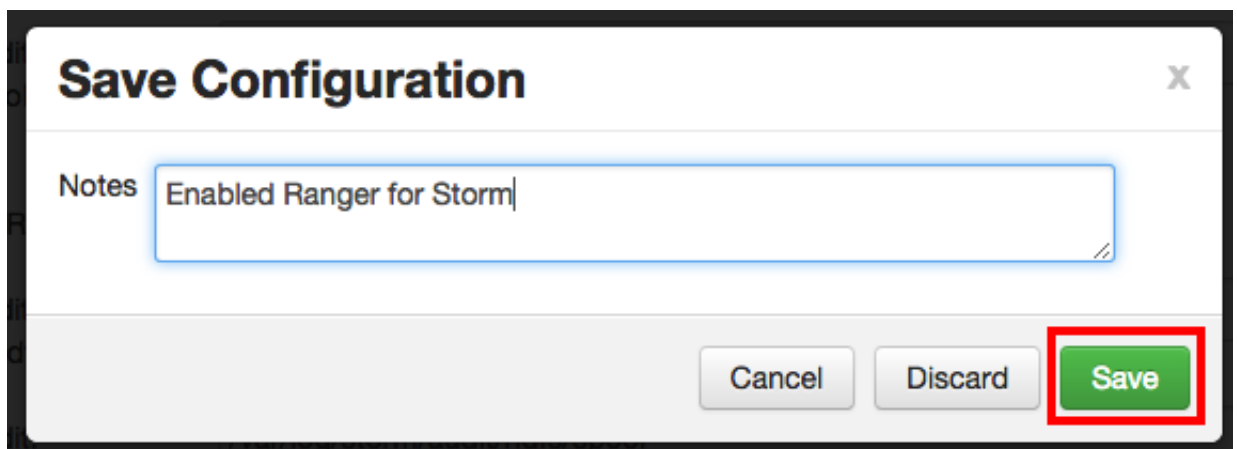 Save Configuration
x
Notes
Enabled Ranger for Storm
Cancel
Discard
Save